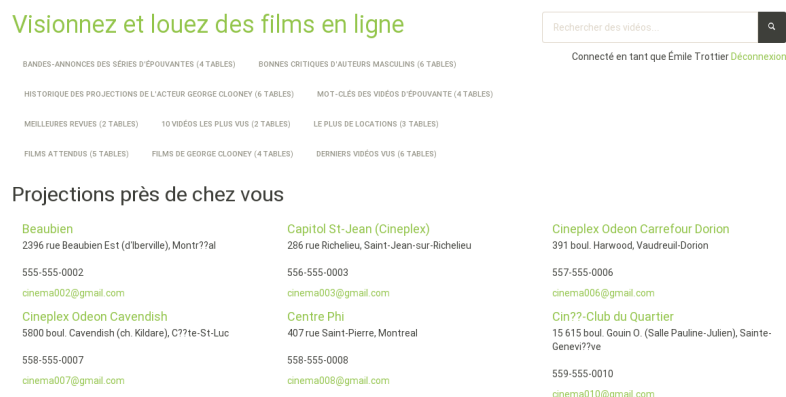 Visionnez et louez des films en ligne
Rechercher des vidéos...
Connecté en tant que Émile Trottier Déconnexion
BANDES-ANNONCES DES SÉRIES D'ÉPOUVANTES (4 TABLES) BONNES CRITIQUES D'AUTEURS MASCULINS (6 TABLES)
HISTORIQUE DES PROJECTIONS DE L'ACTEUR GEORGE CLOONEY (6 TABLES) MOT-CLÉS DES VIDÉOS D'ÉPOUVANTE (4 TABLES)
MEILLEURES REVUES (2 TABLES) 10 VIDÉOS LES PLUS VUS (2 TABLES) LE PLUS DE LOCATIONS (3 TABLES)
FILMS ATTENDUS (5 TABLES) FILMS DE GEORGE CLOONEY (4 TABLES) DERNIERS VIDÉOS VUS (6 TABLES)
Projections près de chez vous
Beaubien
2396 rue Beaubien Est (d'Iberville), Montr??al
555-555-0002
cinema002@gmail.com
Capitol St-Jean (Cineplex)
286 rue Richelieu, Saint-Jean-sur-Richelieu
556-555-0003
cinema003@gmail.com
Cineplex Odeon Carrefour Dorion
391 boul. Harwood, Vaudreuil-Dorion
557-555-0006
cinema006@gmail.com
Cineplex Odeon Cavendish
5800 boul. Cavendish (ch. Kildare), C??te-St-Luc
558-555-0007
cinema007@gmail.com
Centre Phi
407 rue Saint-Pierre, Montreal
558-555-0008
cinema008@gmail.com
Cin??-Club du Quartier
15 615 boul. Gouin O. (Salle Pauline-Julien), Sainte-
Genevi??ve
559-555-0010
cinema010@gmail.com